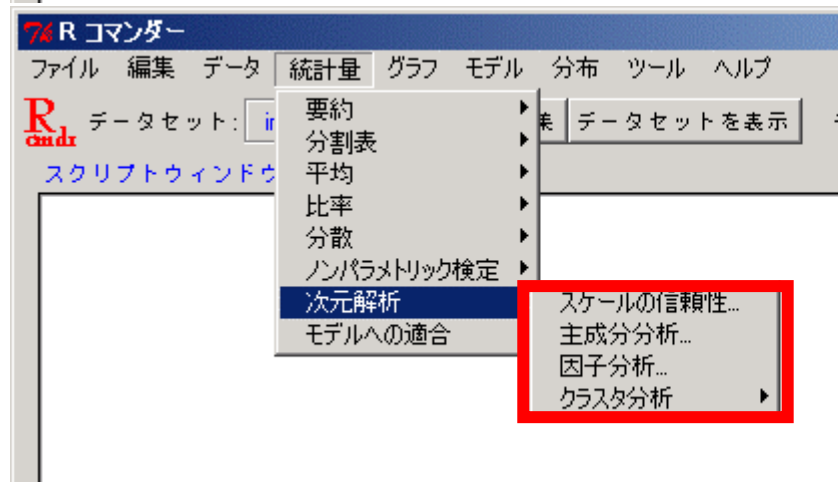 R コマンダー
ファイル 編集 データ 統計量 グラフ モデル 分布 ツール ヘルプ
R cmdr データセット: データセットを表示
スクリプトウィンドウ
要約
分割表
平均
比率
分散
ノンパラメトリック検定
次元解析
モデルへの適合
スケールの信頼性...
主成分分析...
因子分析...
クラスタ分析